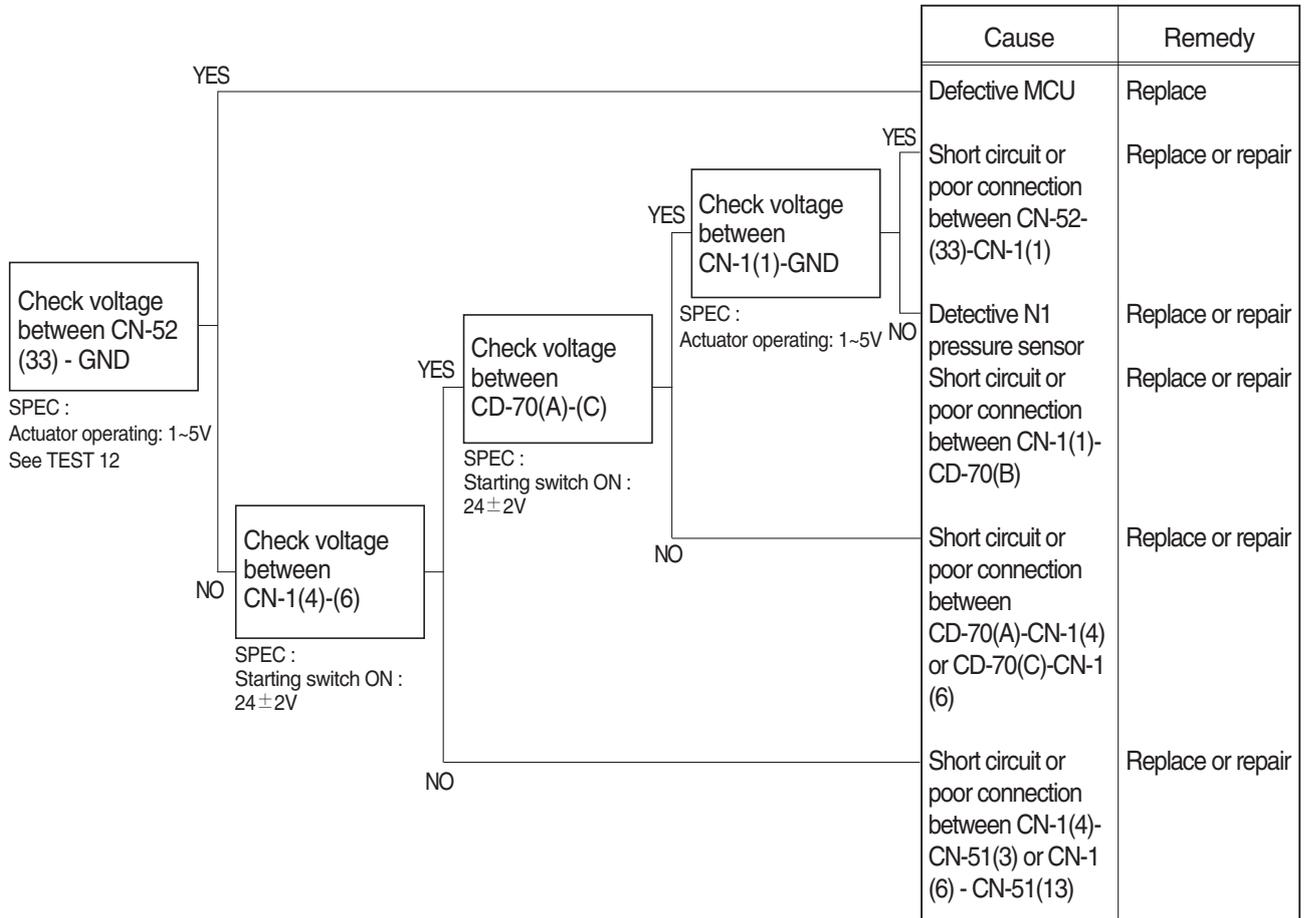 Cause
Remedy
YES
Defective MCU
Replace
YES
Short circuit or
poor connection
between CN-52-
(33)-CN-1(1)
Replace or repair
YES
Check voltage
between
CN-1(1)-GND
SPEC :
Actuator operating: 1~5V
NO
Detective N1
pressure sensor
Replace or repair
Short circuit or
poor connection
between CN-1(1)-
CD-70(B)
Replace or repair
Check voltage
between CN-52
(33) - GND
SPEC :
Actuator operating: 1~5V
See TEST 12
YES
Check voltage
between
CD-70(A)-(C)
SPEC :
Starting switch ON :
24±2V
NO
Short circuit or
poor connection
between
CD-70(A)-CN-1(4)
or CD-70(C)-CN-1
(6)
Replace or repair
NO
Check voltage
between
CN-1(4)-(6)
SPEC :
Starting switch ON :
24±2V
NO
Short circuit or
poor connection
between CN-1(4)-
CN-51(3) or CN-1
(6) - CN-51(13)
Replace or repair